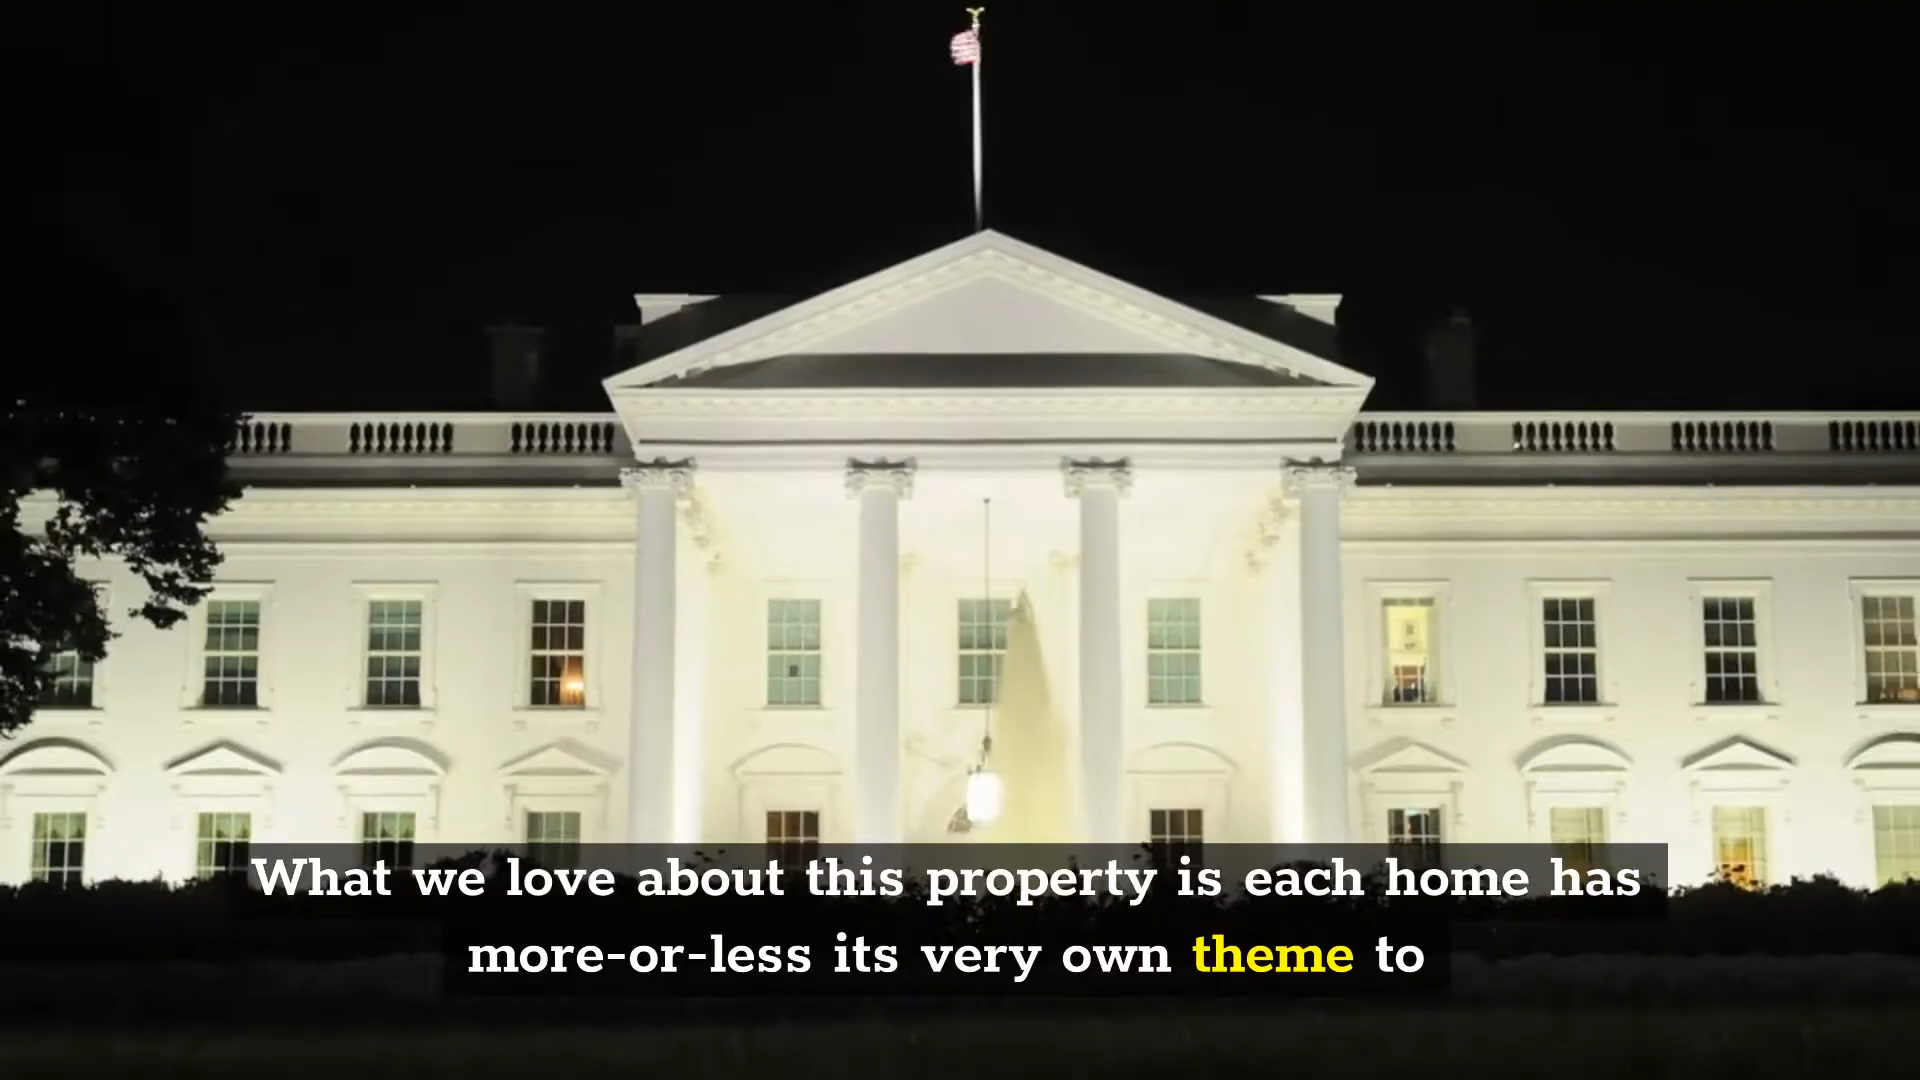 What we love about this property is each home has
more-or-less its very own theme to